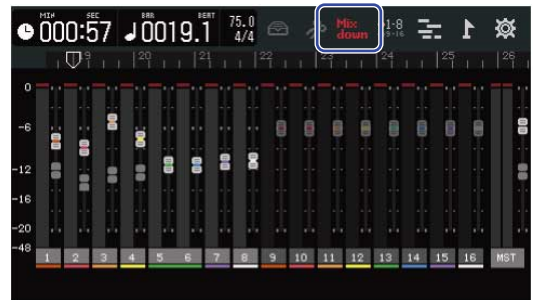 MIN SEC BAR BEAT
000:57 0019.1 75.0 Mix 1-8
4/4 down 9-16
19 20 21 22 23 24 25 26
0
-6
-12
-16
-20
-48
1 2 3 4 5 6 7 8 9 10 11 12 13 14 15 16 MST